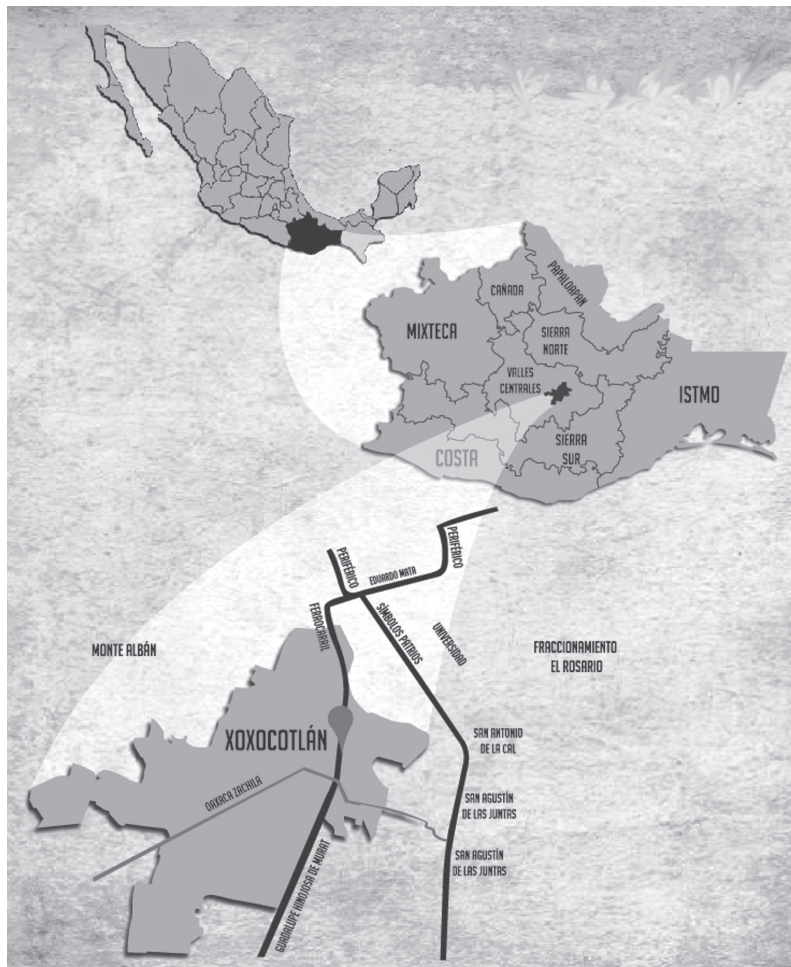 CAÑADA
PAPALOAPAN
MIXTECA
SIERRA
NORTE
VALLES
CENTRALES
ISTMO
SIERRA
SUR
COSTA
PERIFÉRICO
PERIFÉRICO
EDUARDO MATA
FERROCARRIL
SÍMBOLOS PATRIOS
UNIVERSIDAD
MONTE ALBÁN
FRACCIONAMIENTO
EL ROSARIO
XOXOCOTLÁN
SAN ANTONIO
DE LA CAL
OAXACA ZACHILA
SAN AGUSTÍN
DE LAS JUNTAS
SAN AGUSTÍN
DE LAS JUNTAS
GUADALUPE HINOJOSA DE MURAT